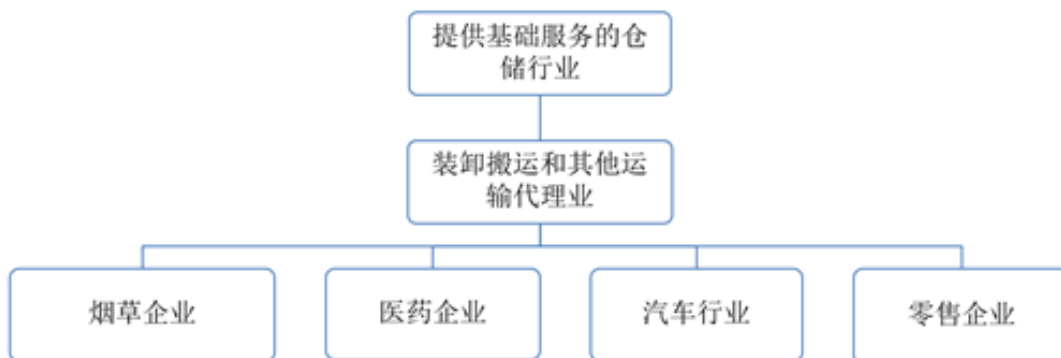 提供基础服务的仓
储行业
装卸搬运和其他运
输代理业
烟草企业
医药企业
汽车行业
零售企业